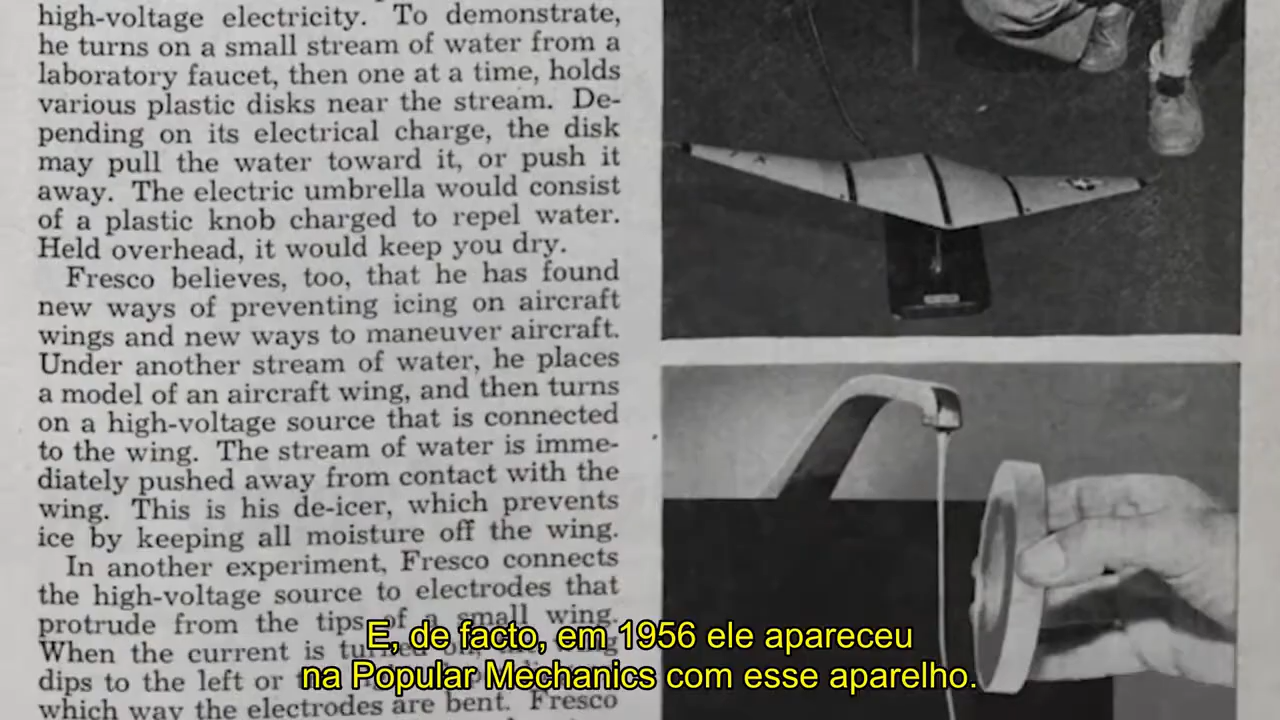 high-voltage electricity. To demonstrate,
he turns on a small stream of water from a
laboratory faucet, then one at a time, holds
various plastic disks near the stream. De-
pending on its electrical charge, the disk
may pull the water toward it, or push it
away. The electric umbrella would consist
of a plastic knob charged to repel water.
Held overhead, it would keep you dry.
Fresco believes, too, that he has found
new ways of preventing icing on aircraft
wings and new ways to maneuver aircraft.
Under another stream of water, he places
a model of an aircraft wing, and then turns
on a high-voltage source that is connected
to the wing. The stream of water is imme-
diately pushed away from contact with the
wing. This is his de-icer, which prevents
ice by keeping all moisture off the wing.
In another experiment, Fresco connects
the high-voltage source to electrodes that
protrude from the tips of a small wing.
When the current is turned on, the wing
dips to the left or
which way the electrodes are bent. Fresco
E, de facto, em 1956 ele apareceu
na Popular Mechanics com esse aparelho.